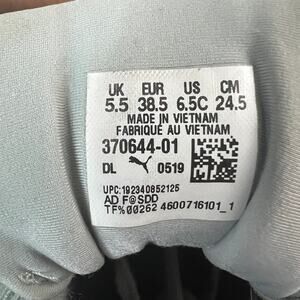 UK EUR US CM
5.5 38.5 6.5C 24.5
MADE IN VIETNAM
FABRIQUÉ AU VIETNAM
370644-01
DL 0519
UPC:192340852125
AD F@SDD
TF%00262 4600716101_1